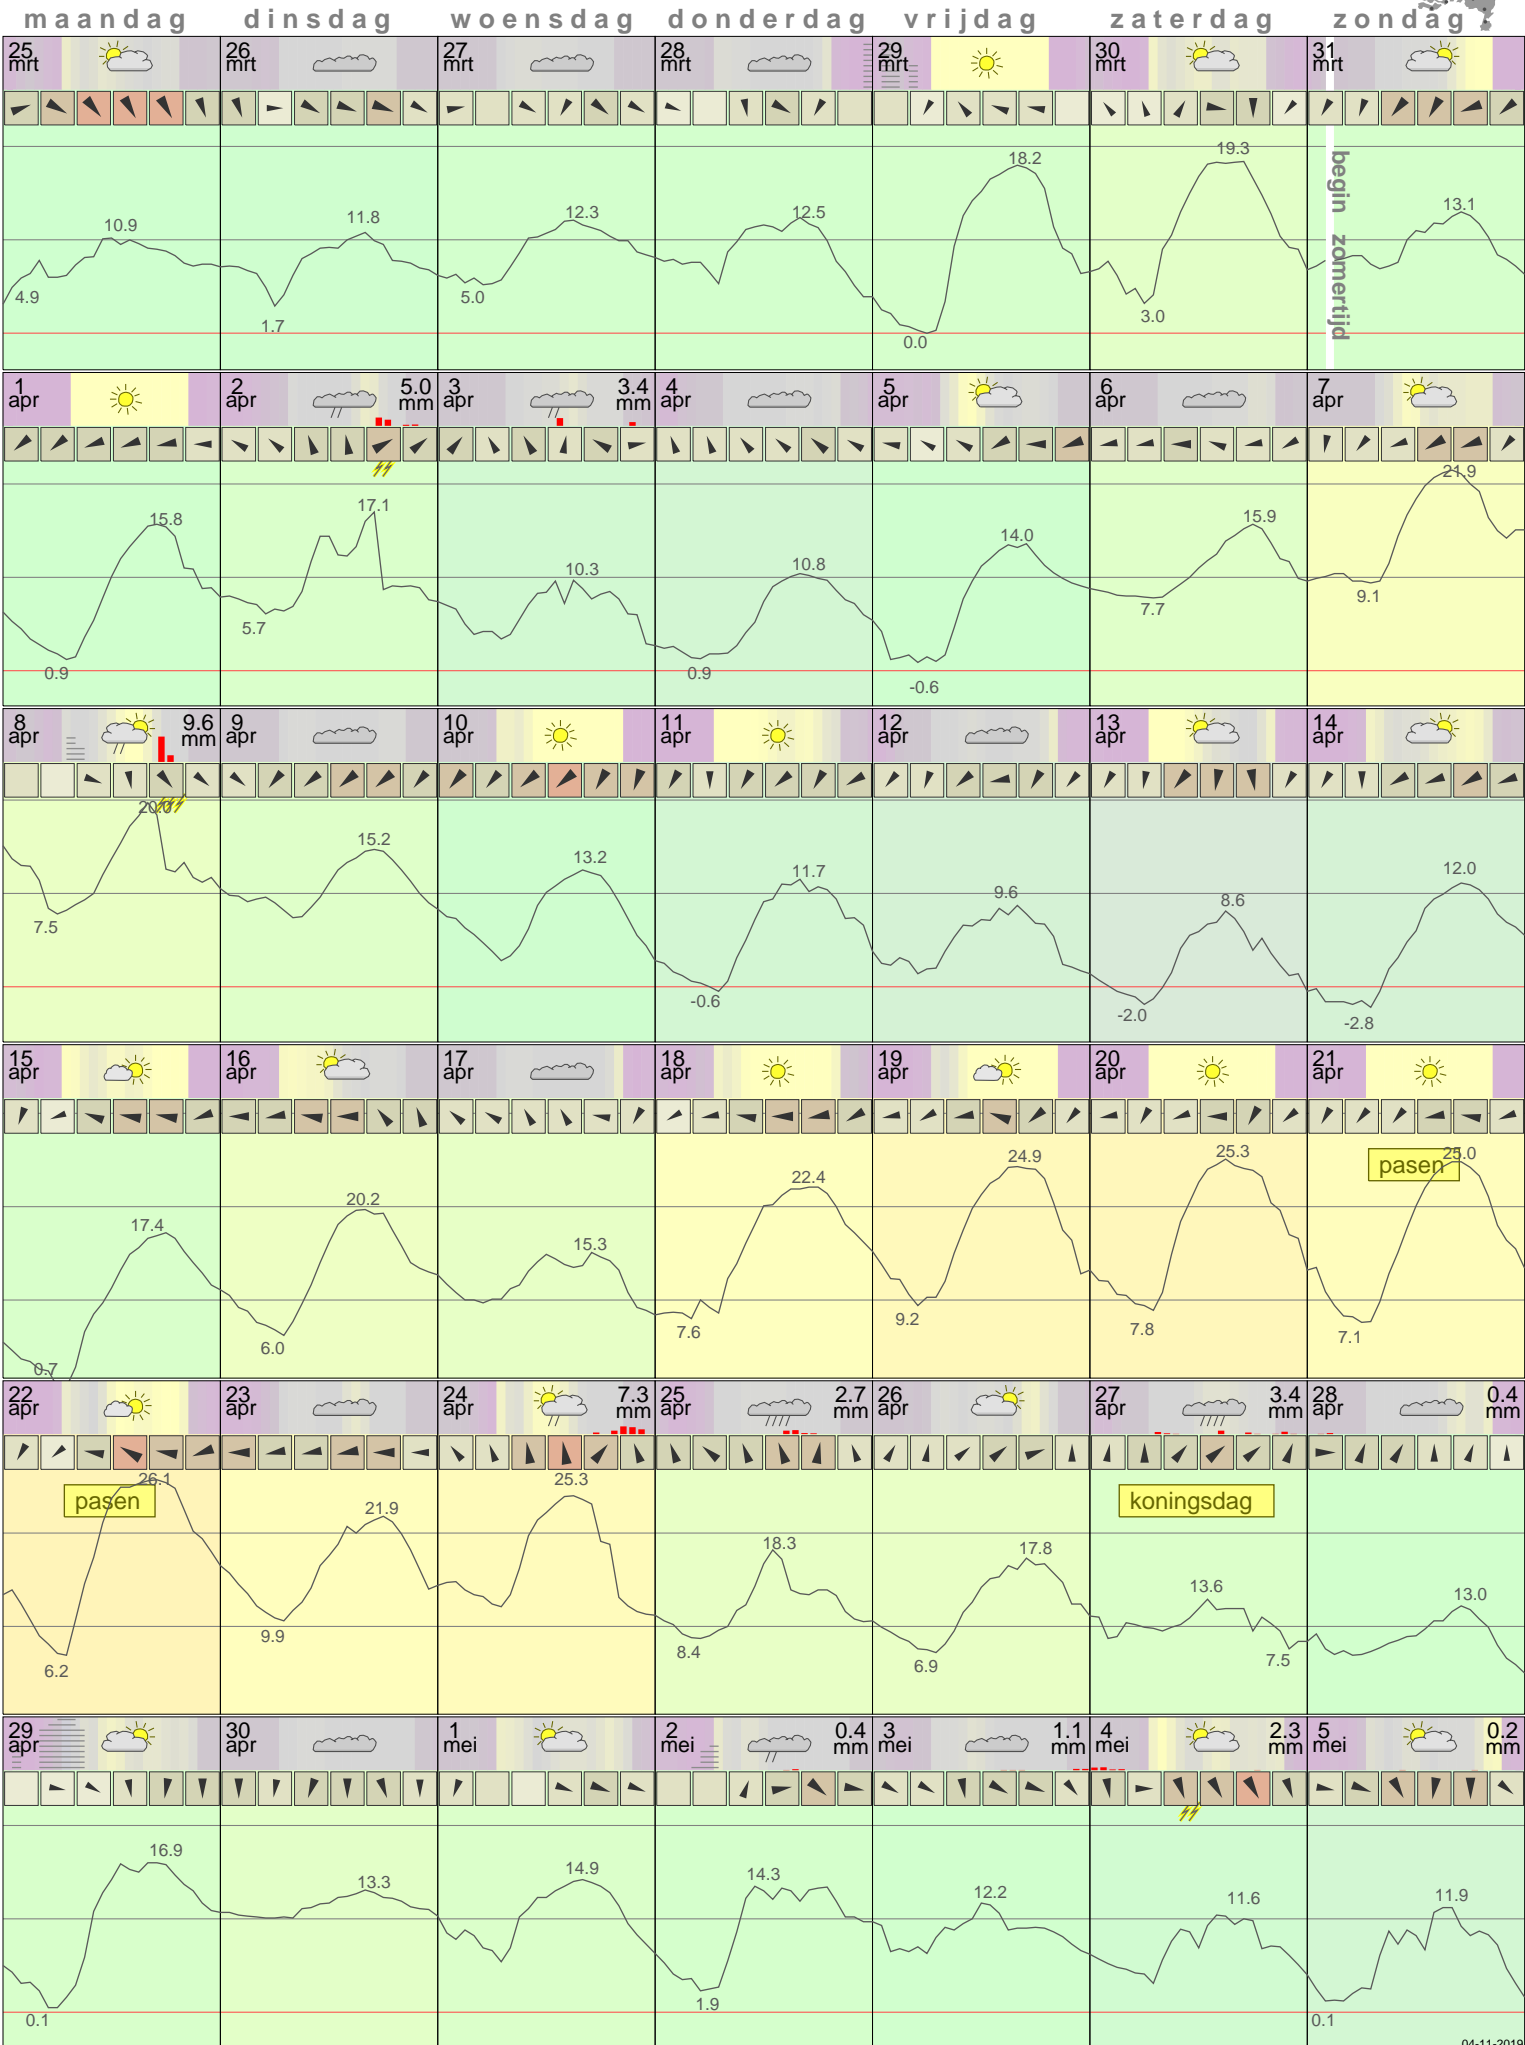 maandag dinsdag woensdag donderdag vrijdag zaterdag zondag
25 26 27 28 29 30 31
mrt mrt mrt mrt mrt mrt mrt
10.9 11.8 12.3 12.5 18.2 19.3 13.1
4.9 1.7 5.0 0.0 3.0
begin zomertijd
1 2 5.0 3 3.4 4 5 6 7
apr apr mm apr mm apr apr apr apr
15.8 17.1 10.3 10.8 14.0 15.9 21.9
0.9 5.7 0.9 -0.6 7.7 9.1
8 9.6 9 10 11 12 13 14
apr mm apr apr apr apr apr apr
20.0 15.2 13.2 11.7 9.6 8.6 12.0
7.5 -0.6 -2.0 -2.8
15 16 17 18 19 20 21
apr apr apr apr apr apr apr
17.4 20.2 15.3 22.4 24.9 25.3 25.0
pasen
0.7 6.0 7.6 9.2 7.8 7.1
22 23 24 7.3 25 2.7 26 27 3.4 28 0.4
apr apr apr mm apr mm apr apr mm apr mm
26.1 21.9 25.3 18.3 17.8 13.6 13.0
pasen koningsdag
6.2 9.9 8.4 6.9 7.5
29 30 1 2 0.4 3 1.1 4 2.3 5 0.2
apr apr mei mei mm mei mm mei mm mei mm
16.9 13.3 14.9 14.3 12.2 11.6 11.9
0.1 1.9 0.1
04-11-2019